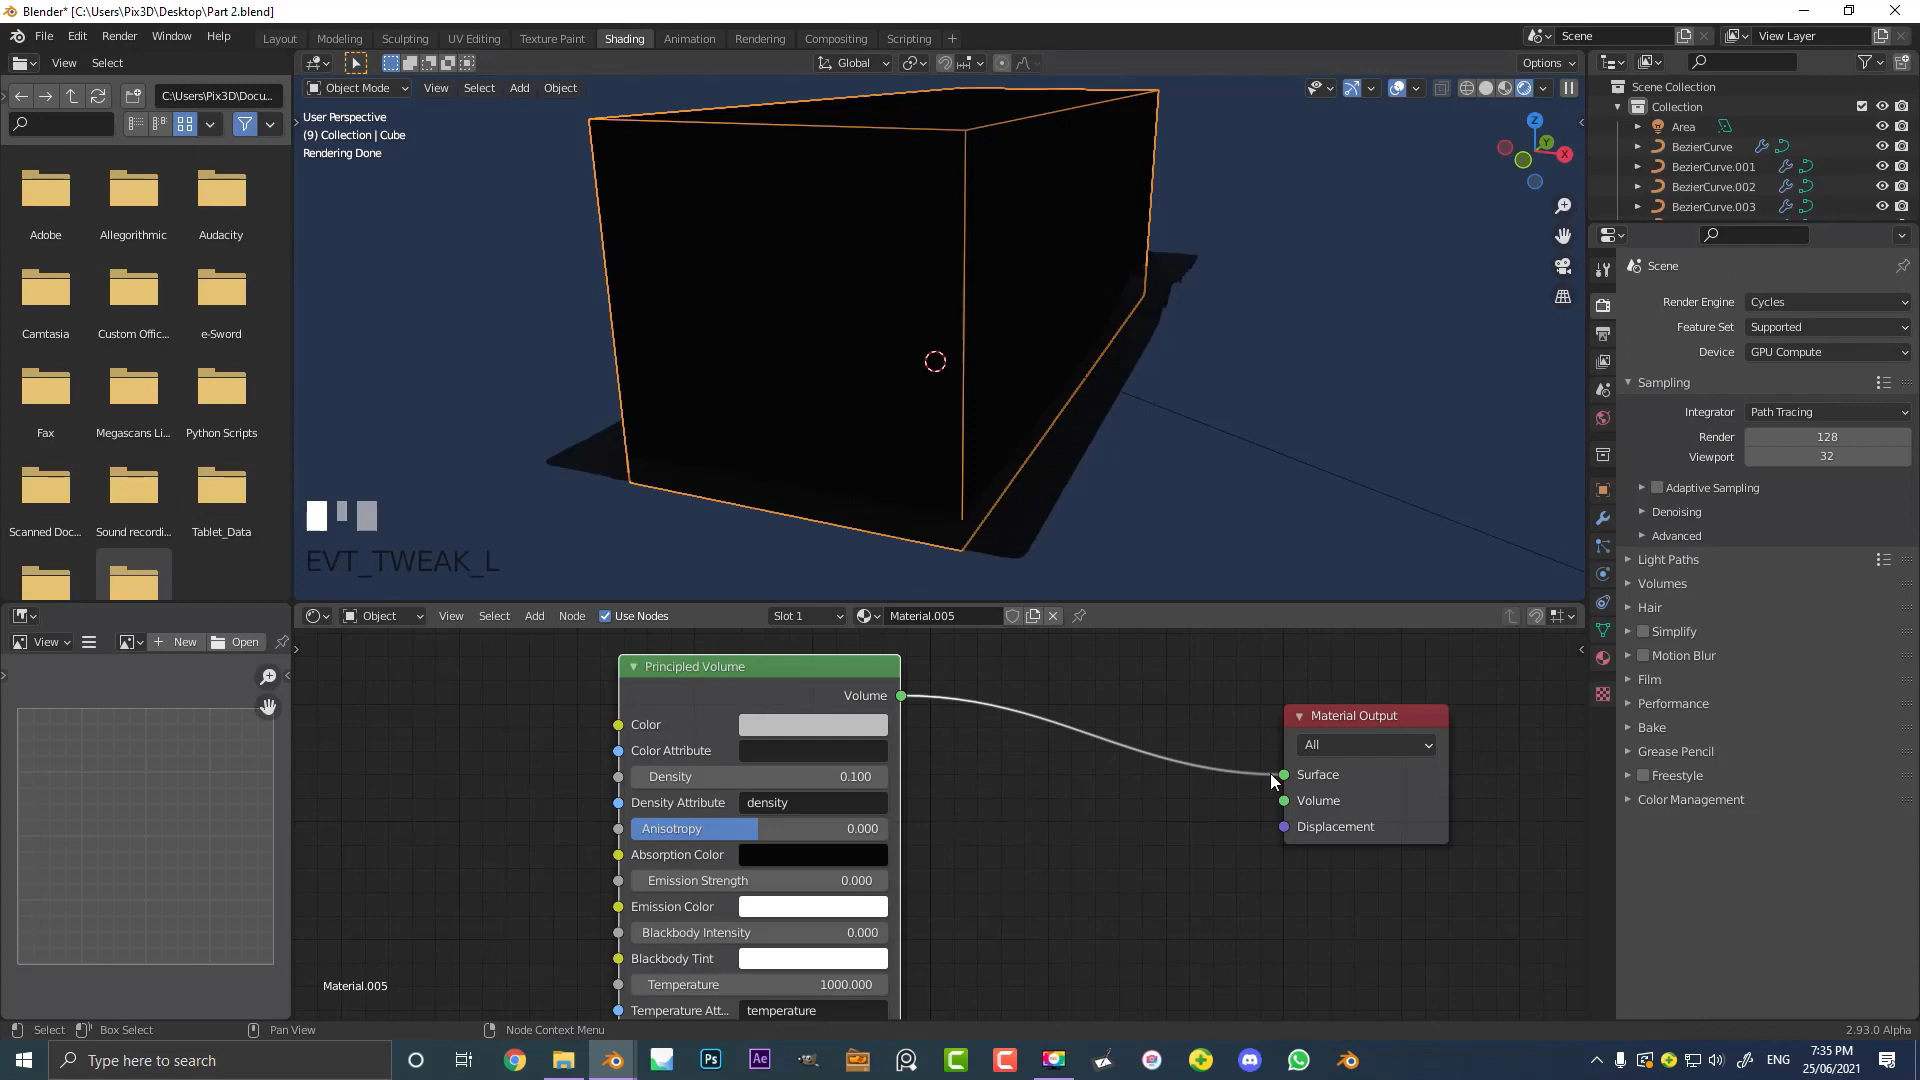 Blender* [C:\Users\Pix3D\Desktop\Part 2.blend]
File Edit Render Window Help
Layout Modeling Sculpting UV Editing Texture Paint Shading Animation Rendering Compositing Scripting
Scene
View Layer
View Select
Global
Options
C:\Users\Pix3D\Docu...
Object Mode View Select Add Object
User Perspective
(9) Collection | Cube
Rendering Done
Z
Y
X
Scene Collection
Collection
Area
BezierCurve
BezierCurve.001
BezierCurve.002
BezierCurve.003
Adobe
Allegorithmic
Audacity
Camtasia
Custom Offic...
e-Sword
Fax
Megascans Li...
Python Scripts
Scanned Doc...
Sound recordi...
Tablet_Data
EVT_TWEAK_L
Scene
Render Engine Cycles
Feature Set Supported
Device GPU Compute
Sampling
Integrator Path Tracing
Render 128
Viewport 32
Adaptive Sampling
Denoising
Advanced
Light Paths
Volumes
Hair
Simplify
Motion Blur
Film
Performance
Bake
Grease Pencil
Freestyle
Color Management
View
New
Open
Object View Select Add Node Use Nodes Slot 1 Material.005
Principled Volume
Volume
Color
Color Attribute
Density 0.100
Density Attribute density
Anisotropy 0.000
Absorption Color
Emission Strength 0.000
Emission Color
Blackbody Intensity 0.000
Blackbody Tint
Temperature 1000.000
Temperature Att... temperature
Material Output
All
Surface
Volume
Displacement
Material.005
Select Box Select Pan View Node Context Menu 2.93.0 Alpha
Type here to search
Ps
Ae
ENG
7:35 PM
25/06/2021